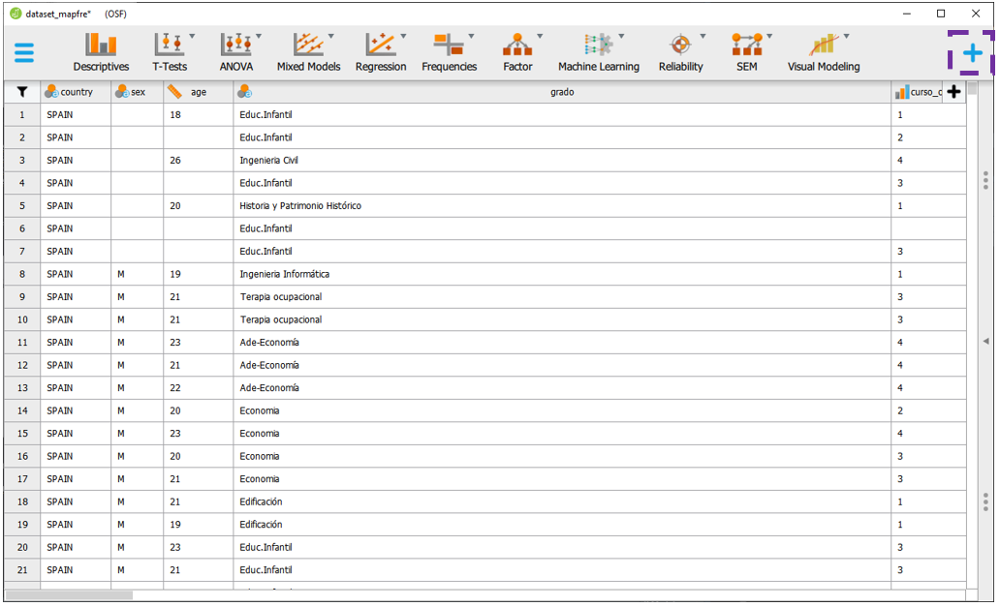 dataset_mapfre* (OSF)
Descriptives T-Tests ANOVA Mixed Models Regression Frequencies Factor Machine Learning Reliability SEM Visual Modeling
country sex age grado curso_c
1 SPAIN 18 Educ.Infantil 1
2 SPAIN Educ.Infantil 2
3 SPAIN 26 Ingenieria Civil 4
4 SPAIN Educ.Infantil 3
5 SPAIN 20 Historia y Patrimonio Histórico 1
6 SPAIN Educ.Infantil
7 SPAIN Educ.Infantil 3
8 SPAIN M 19 Ingenieria Informática 1
9 SPAIN M 21 Terapia ocupacional 3
10 SPAIN M 21 Terapia ocupacional 3
11 SPAIN M 23 Ade-Economía 4
12 SPAIN M 21 Ade-Economía 4
13 SPAIN M 22 Ade-Economía 4
14 SPAIN M 20 Economia 2
15 SPAIN M 23 Economia 4
16 SPAIN M 20 Economia 3
17 SPAIN M 21 Economia 3
18 SPAIN M 21 Edificación 1
19 SPAIN M 19 Edificación 1
20 SPAIN M 23 Educ.Infantil 3
21 SPAIN M 21 Educ.Infantil 3